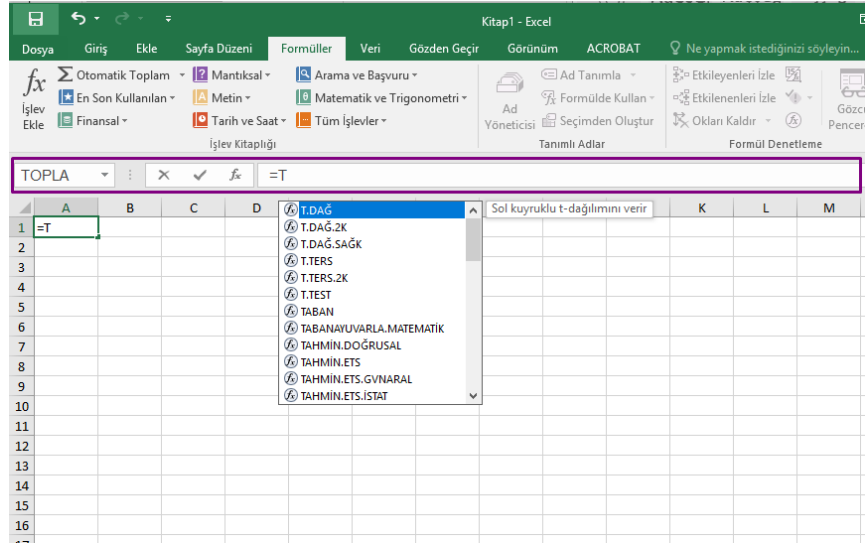 Kitap1 - Excel
Dosya Giriş Ekle Sayfa Düzeni Formüller Veri Gözden Geçir Görünüm ACROBAT Ne yapmak istediğinizi söyleyin...
fx İşlev Ekle
Σ Otomatik Toplam
En Son Kullanılan
Finansal
? Mantıksal
A Metin
Tarih ve Saat
Arama ve Başvuru
θ Matematik ve Trigonometri
Tüm İşlevler
İşlev Kitaplığı
Ad Yöneticisi
Ad Tanımla
Formülde Kullan
Seçimden Oluştur
Tanımlı Adlar
Etkileyenleri İzle
Etkilenenleri İzle
Okları Kaldır
Formül Denetleme
TOPLA fx =T
A B C D K L M
1 =T
2
3
4
5
6
7
8
9
10
11
12
13
14
15
16
17
T.DAĞ
T.DAĞ.2K
T.DAĞ.SAĞK
T.TERS
T.TERS.2K
T.TEST
TABAN
TABANAYUVARLA.MATEMATİK
TAHMİN.DOĞRUSAL
TAHMİN.ETS
TAHMİN.ETS.GVNARAL
TAHMİN.ETS.İSTAT
Sol kuyruklu t-dağılımını verir